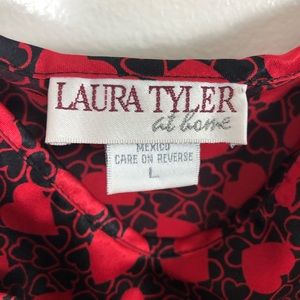 LAURA TYLER
at home
MEXICO
CARE ON REVERSE
L